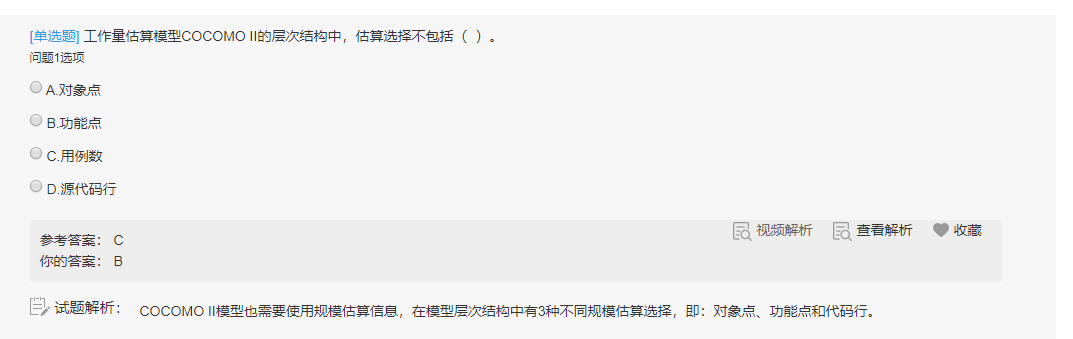 [单选题] 工作量估算模型COCOMO II的层次结构中，估算选择不包括（ ）。
问题1选项
A.对象点
B.功能点
C.用例数
D.源代码行
参考答案： C
视频解析 查看解析 收藏
你的答案： B
试题解析： COCOMO II模型也需要使用规模估算信息，在模型层次结构中有3种不同规模估算选择，即：对象点、功能点和代码行。